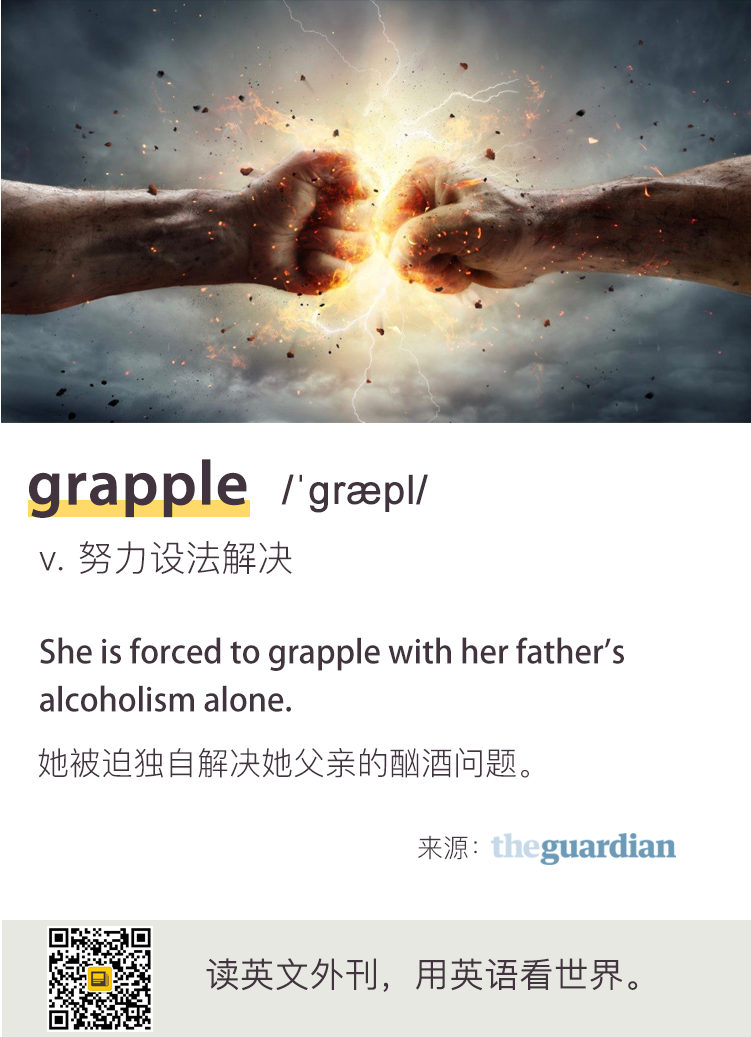 grapple /ˈɡræpl/
v. 努力设法解决
She is forced to grapple with her father’s
alcoholism alone.
她被迫独自解决她父亲的酗酒问题。
来源：theguardian
读英文外刊，用英语看世界。